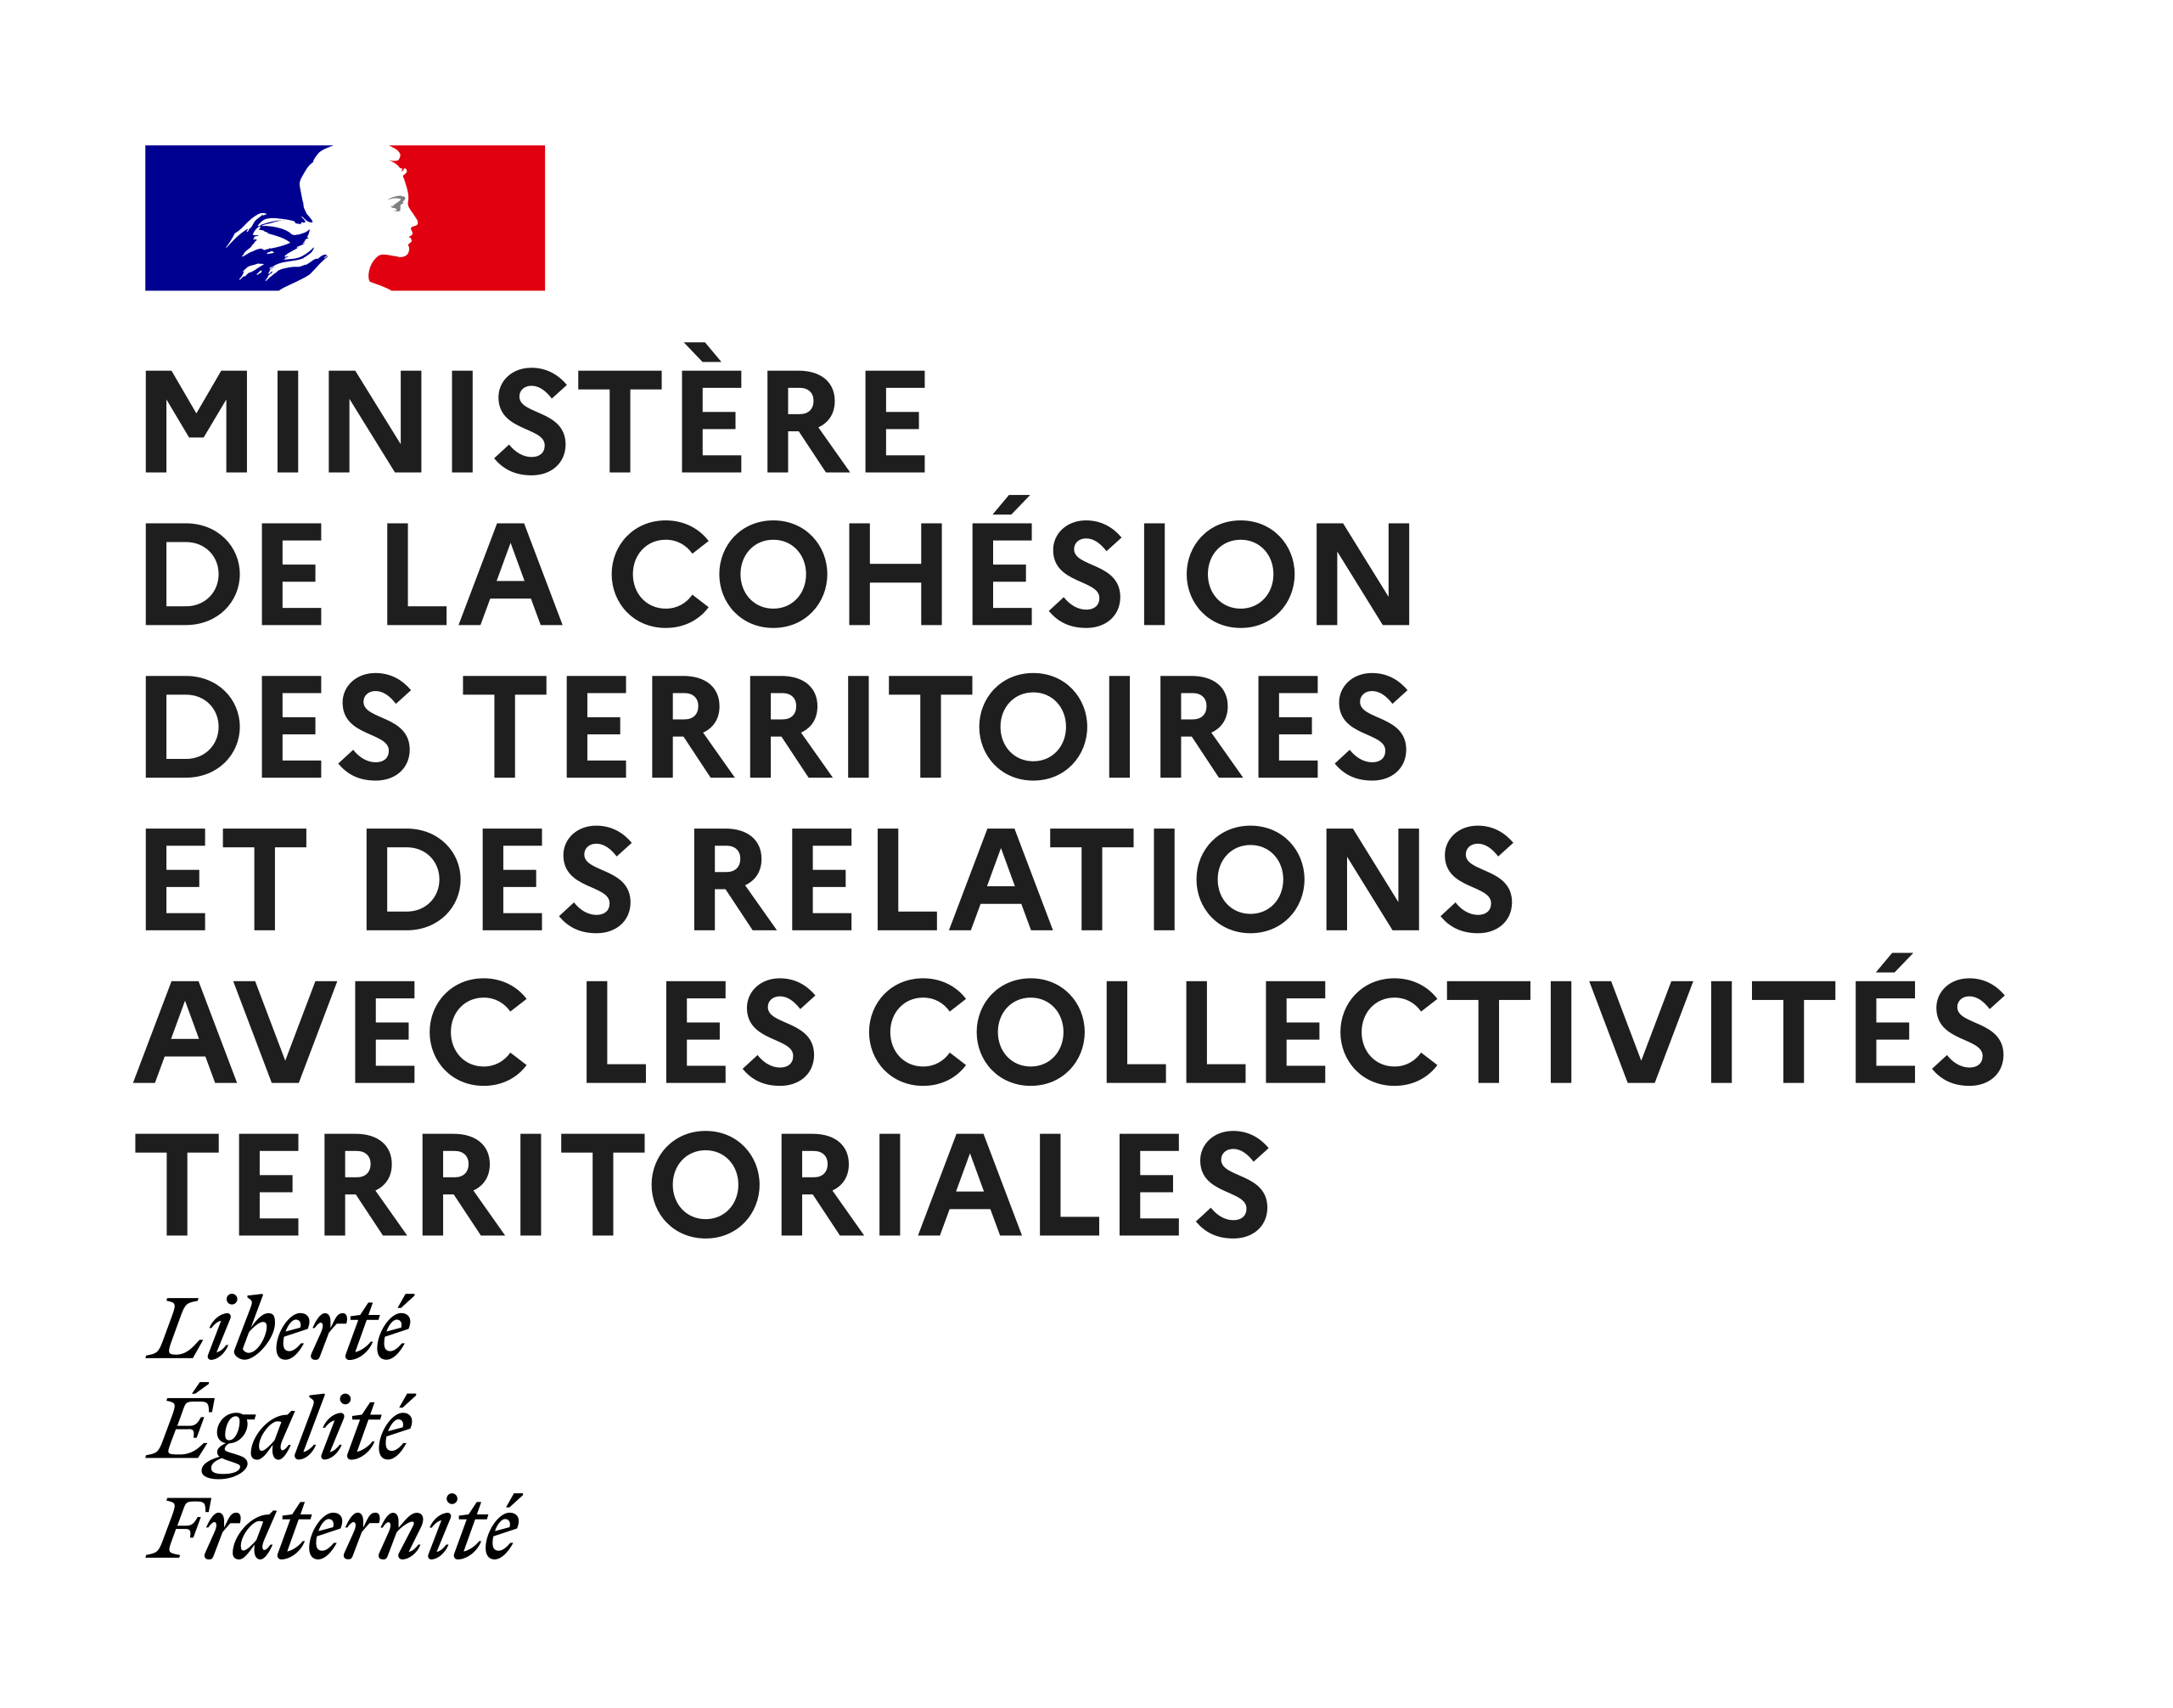 MINISTÈRE
DE LA COHÉSION
DES TERRITOIRES
ET DES RELATIONS
AVEC LES COLLECTIVITÉS
TERRITORIALES
Liberté
Égalité
Fraternité